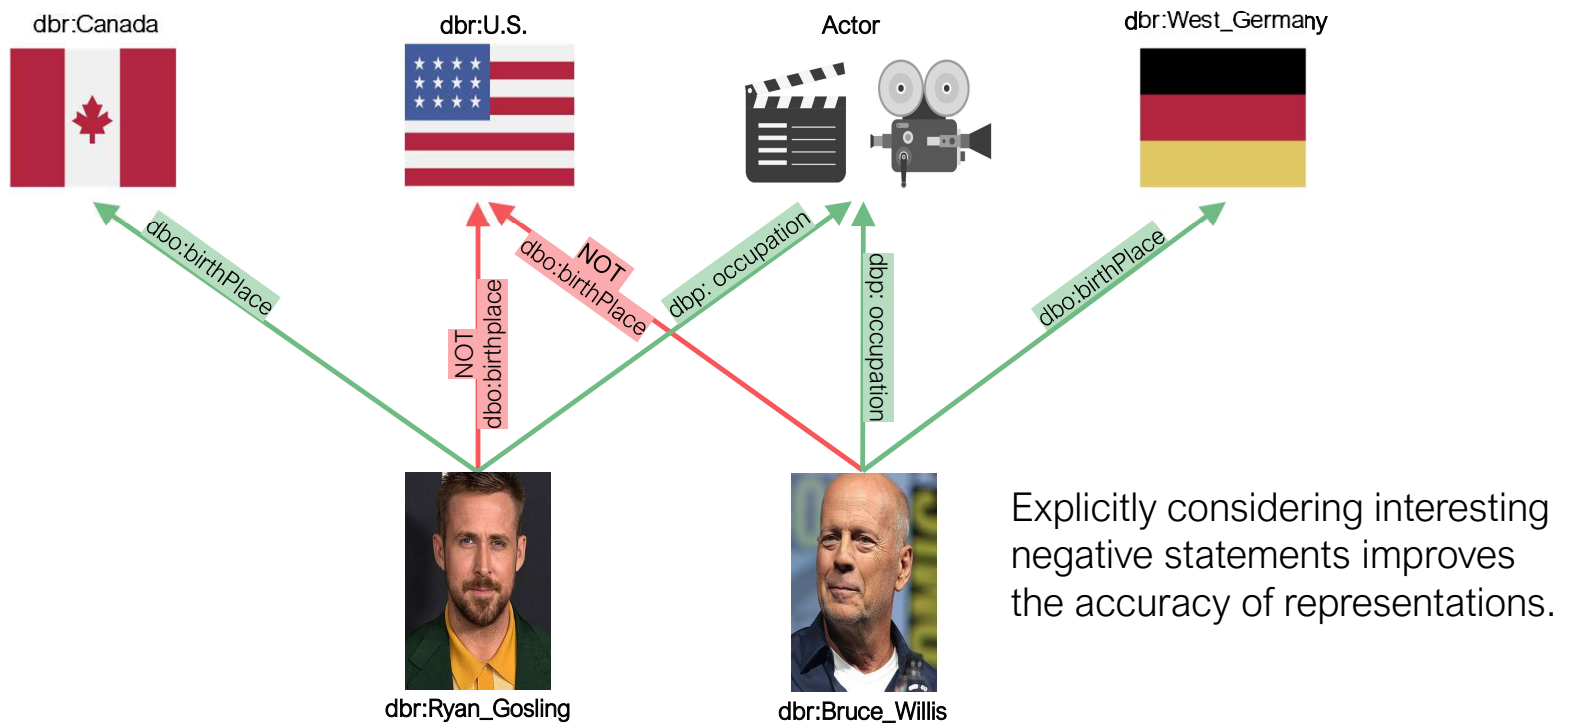 dbr:Canada
dbr:U.S.
Actor
dbr:West_Germany
dbo:birthPlace
NOT
dbo:birthplace
NOT
dbo:birthPlace
dbp: occupation
dbp: occupation
dbo:birthPlace
Explicitly considering interesting
negative statements improves
the accuracy of representations.
dbr:Ryan_Gosling
dbr:Bruce_Willis